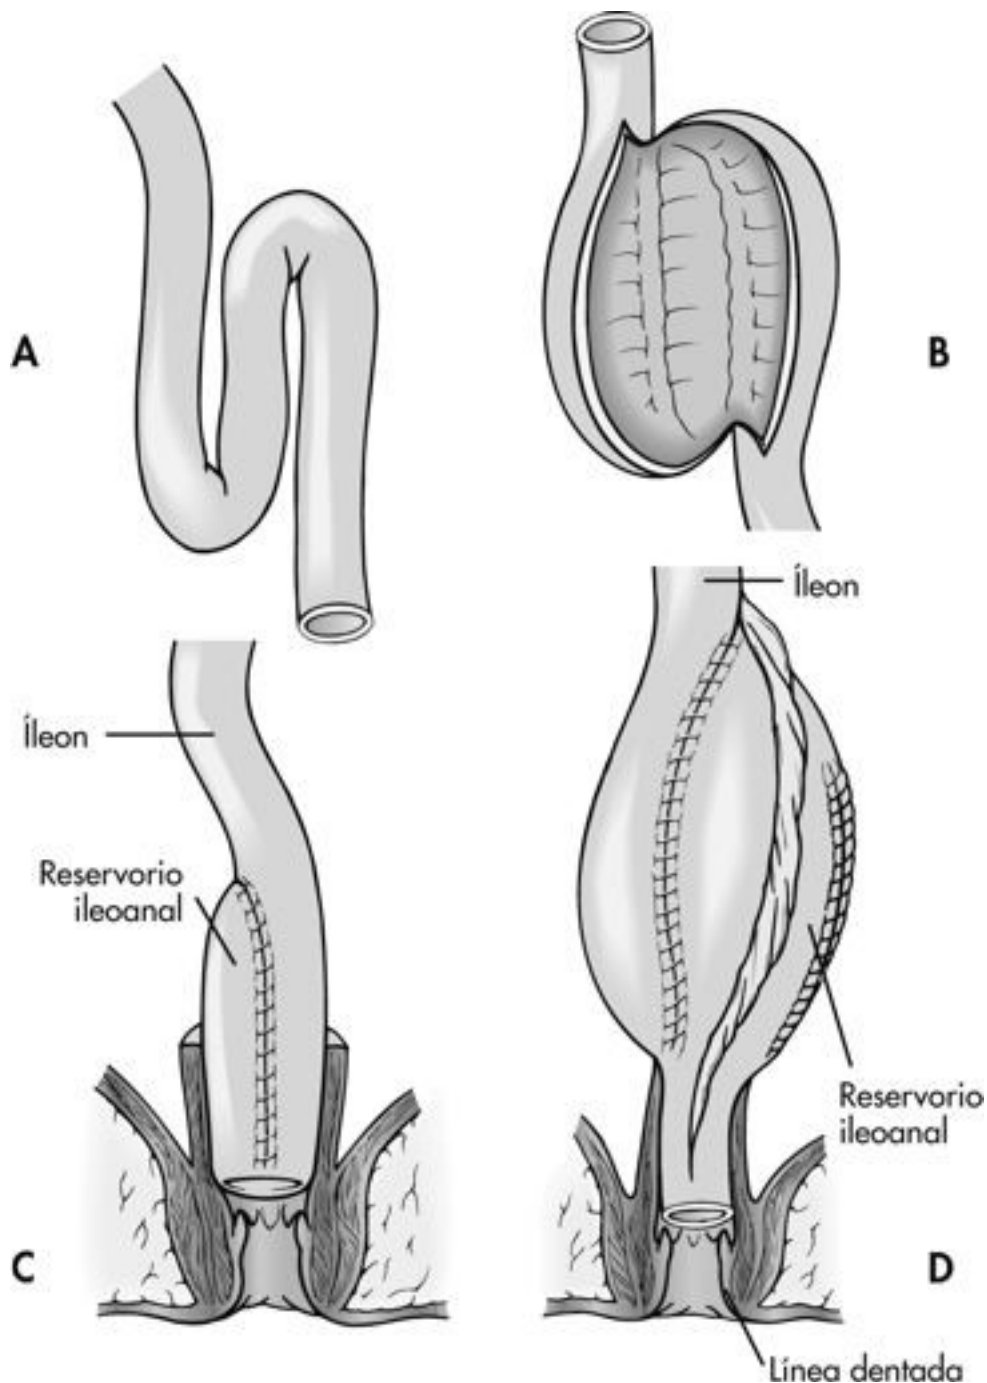 A
B
Íleon
Íleon
Reservorio
ileoanal
Reservorio
ileoanal
C
D
Línea dentada